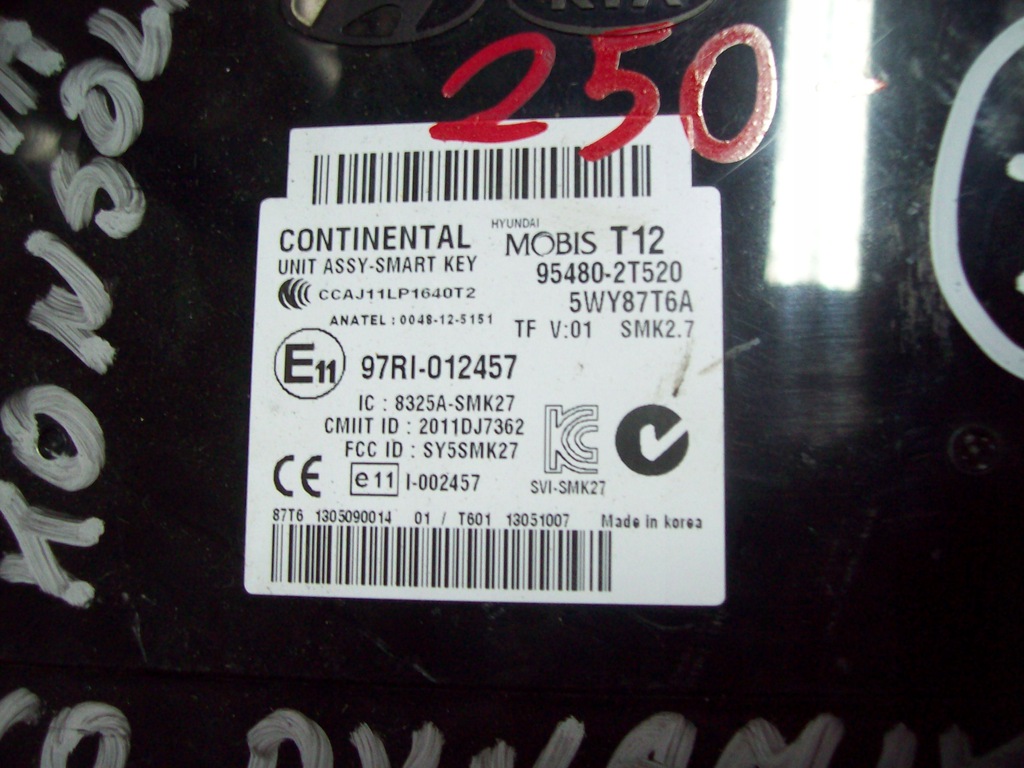 KIA
250
CONTINENTAL
HYUNDAI
MOBIS T12
UNIT ASSY-SMART KEY
95480-2T520
CCAJ11LP1640T2
5WY87T6A
ANATEL : 0048-12-5151
TF V:01 SMK2.7
E11 97RI-012457
IC : 8325A-SMK27
CMIIT ID : 2011DJ7362
FCC ID : SY5SMK27
CE e11 I-002457
KC
SVI-SMK27
87T6 1305090014 01 / T601 13051007 Made in korea